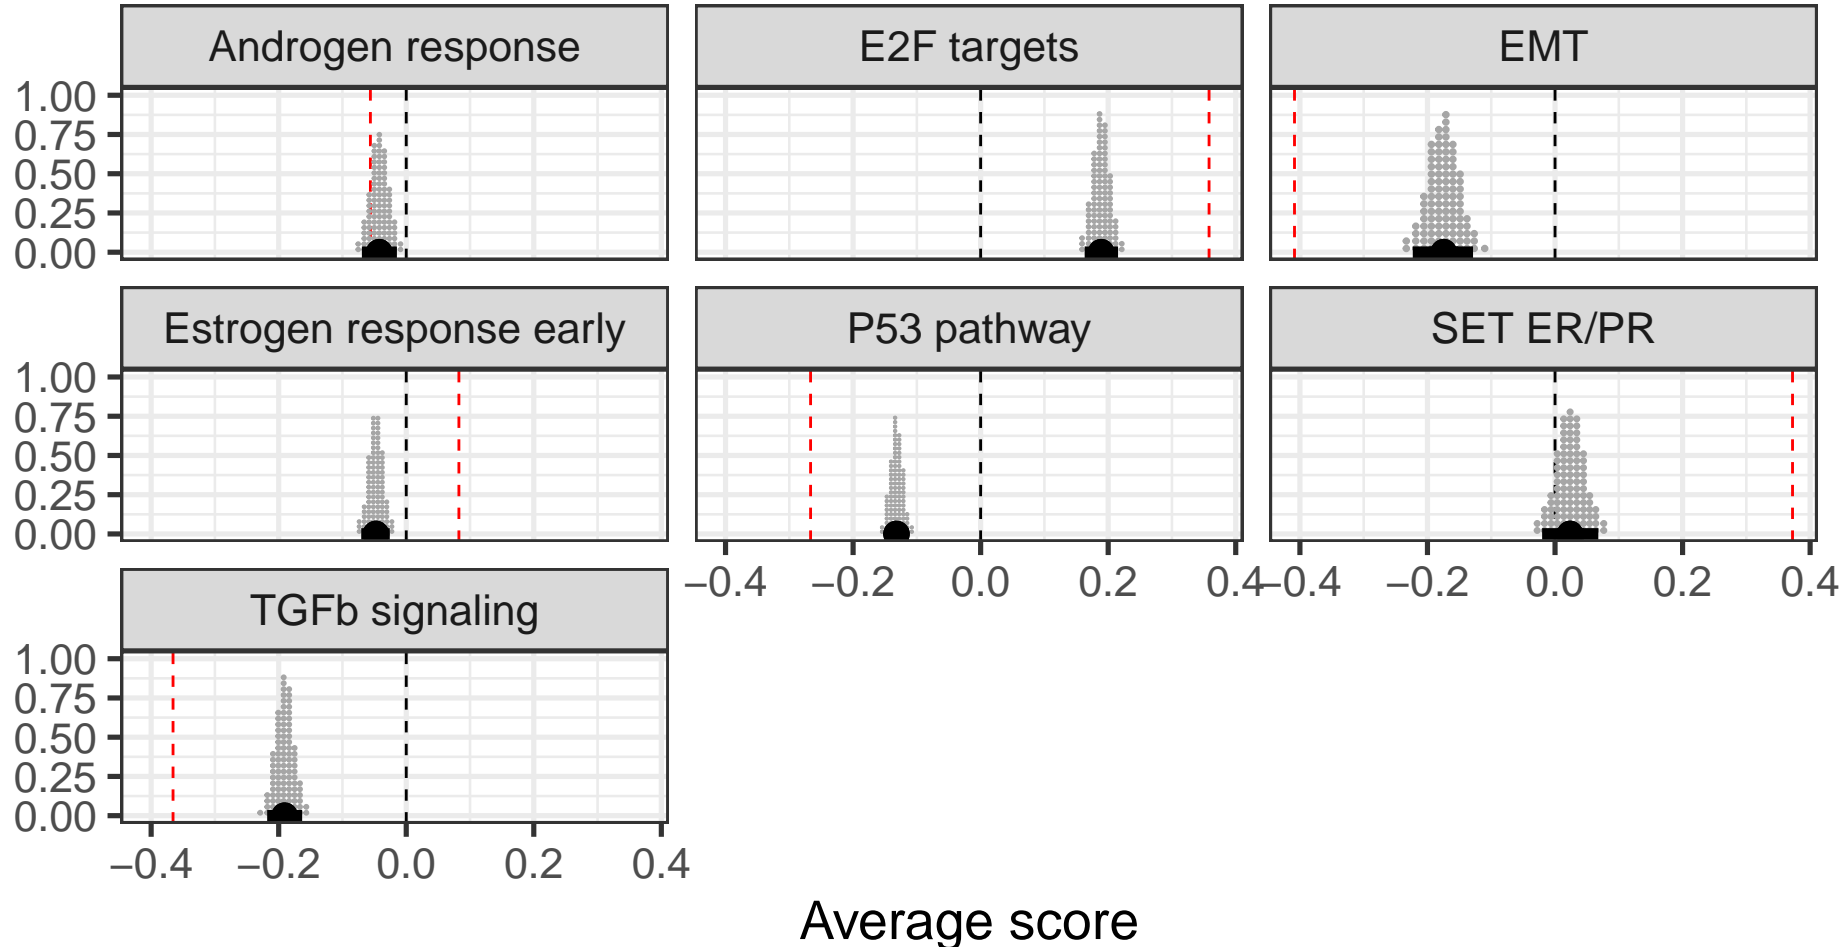 Androgen response
E2F targets
EMT
1.00
0.75
0.50
0.25
0.00
Estrogen response early
P53 pathway
SET ER/PR
1.00
0.75
0.50
0.25
0.00
−0.4 −0.2 0.0 0.2 0.4
−0.4 −0.2 0.0 0.2 0.4
TGFb signaling
1.00
0.75
0.50
0.25
0.00
−0.4 −0.2 0.0 0.2 0.4
Average score